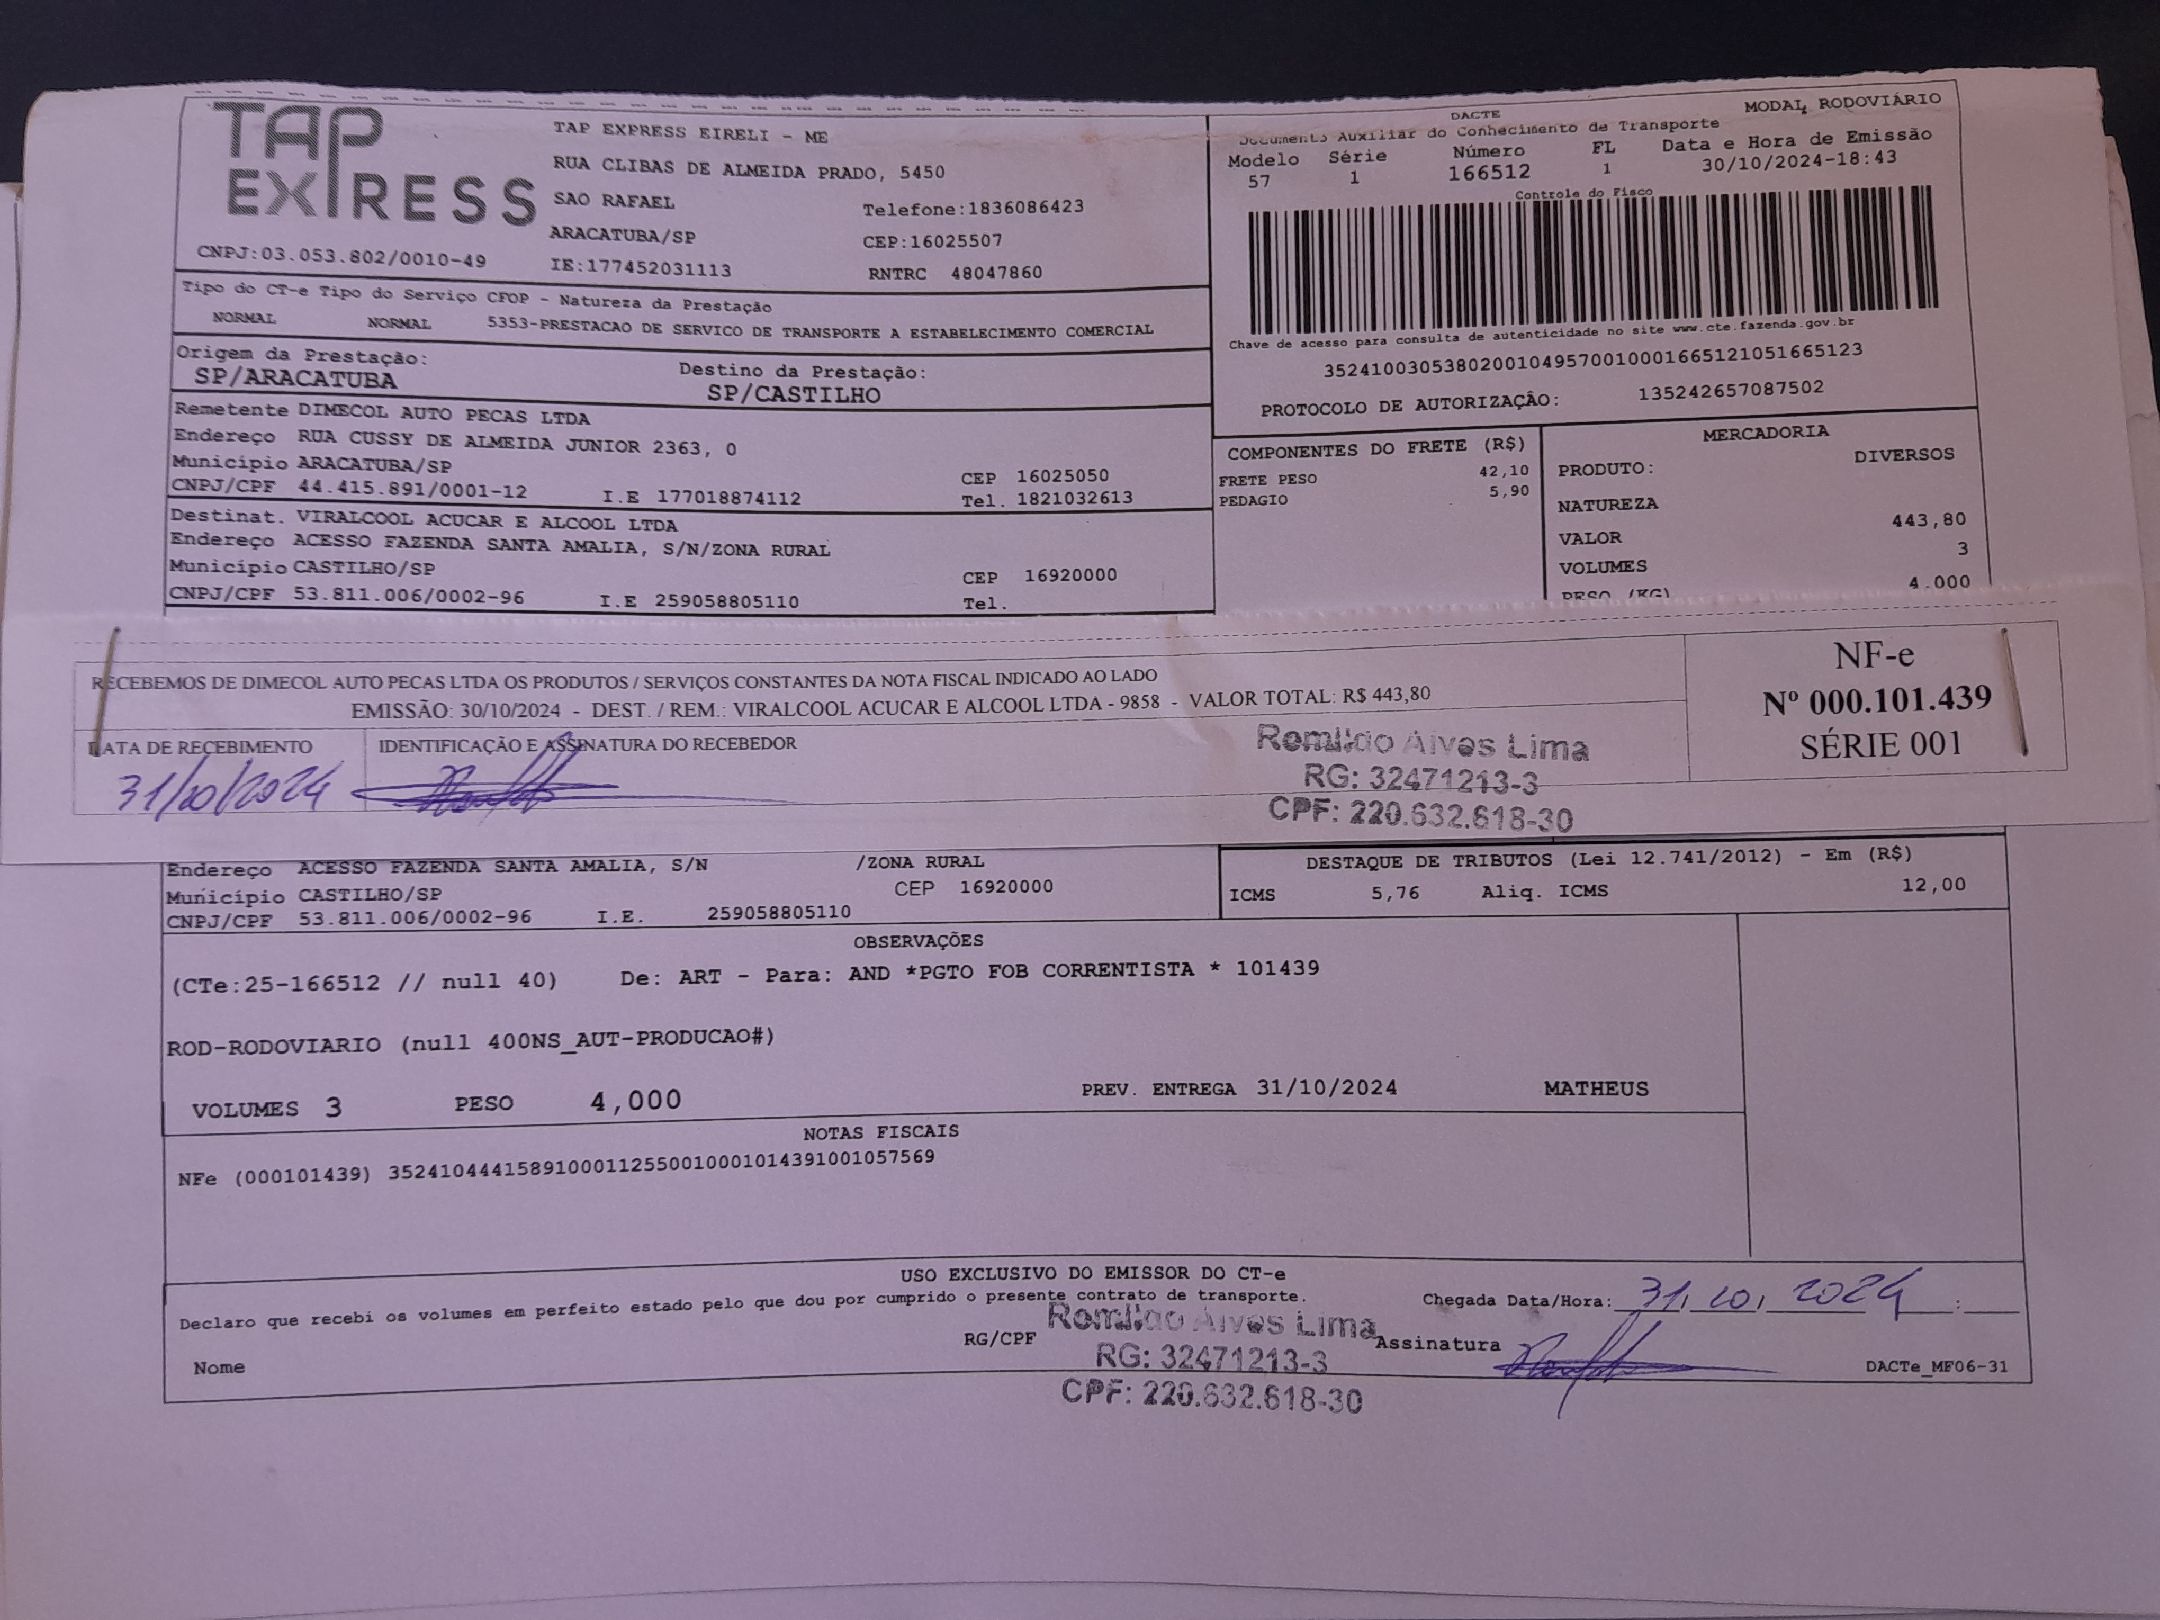 TAP EXPRESS
TAP EXPRESS EIRELI - ME
RUA CLIBAS DE ALMEIDA PRADO, 5450
SAO RAFAEL
Telefone:1836086423
ARACATUBA/SP
CEP:16025507
CNPJ:03.053.802/0010-49
IE:177452031113
RNTRC 48047860
DACTE
MODAL RODOVIÁRIO
Documento Auxiliar do Conhecimento de Transporte
Modelo Série Número FL Data e Hora de Emissão
57 1 166512 1 30/10/2024-18:43
Controle do Fisco
Chave de acesso para consulta de autenticidade no site www.cte.fazenda.gov.br
35241003053802001049570010001665121051665123
PROTOCOLO DE AUTORIZAÇÃO: 135242657087502
Tipo do CT-e Tipo do Serviço CFOP - Natureza da Prestação
NORMAL NORMAL 5353-PRESTACAO DE SERVICO DE TRANSPORTE A ESTABELECIMENTO COMERCIAL
Origem da Prestação: Destino da Prestação:
SP/ARACATUBA SP/CASTILHO
Remetente DIMECOL AUTO PECAS LTDA
Endereço RUA CUSSY DE ALMEIDA JUNIOR 2363, 0
Município ARACATUBA/SP CEP 16025050
CNPJ/CPF 44.415.891/0001-12 I.E 177018874112 Tel. 1821032613
Destinat. VIRALCOOL ACUCAR E ALCOOL LTDA
Endereço ACESSO FAZENDA SANTA AMALIA, S/N/ZONA RURAL
Município CASTILHO/SP CEP 16920000
CNPJ/CPF 53.811.006/0002-96 I.E 259058805110 Tel.
COMPONENTES DO FRETE (R$)
FRETE PESO 42,10
PEDAGIO 5,90
MERCADORIA
PRODUTO: DIVERSOS
NATUREZA
VALOR 443,80
VOLUMES 3
PESO (KG) 4.000
RECEBEMOS DE DIMECOL AUTO PECAS LTDA OS PRODUTOS / SERVIÇOS CONSTANTES DA NOTA FISCAL INDICADO AO LADO
EMISSÃO: 30/10/2024 - DEST. / REM.: VIRALCOOL ACUCAR E ALCOOL LTDA - 9858 - VALOR TOTAL: R$ 443,80
NF-e
Nº 000.101.439
SÉRIE 001
DATA DE RECEBIMENTO IDENTIFICAÇÃO E ASSINATURA DO RECEBEDOR
31/10/2024
Romildo Alves Lima
RG: 32471213-3
CPF: 220.632.618-30
Endereço ACESSO FAZENDA SANTA AMALIA, S/N /ZONA RURAL
Município CASTILHO/SP CEP 16920000
CNPJ/CPF 53.811.006/0002-96 I.E. 259058805110
DESTAQUE DE TRIBUTOS (Lei 12.741/2012) - Em (R$)
ICMS 5,76 Aliq. ICMS 12,00
OBSERVAÇÕES
(CTe:25-166512 // null 40) De: ART - Para: AND *PGTO FOB CORRENTISTA * 101439
ROD-RODOVIARIO (null 400NS_AUT-PRODUCAO#)
VOLUMES 3 PESO 4,000 PREV. ENTREGA 31/10/2024 MATHEUS
NOTAS FISCAIS
NFe (000101439) 35241044415891000112550010001014391001057569
USO EXCLUSIVO DO EMISSOR DO CT-e
Declaro que recebi os volumes em perfeito estado pelo que dou por cumprido o presente contrato de transporte.
Chegada Data/Hora: 31, 10, 2024 :
Nome RG/CPF Assinatura DACTe_MF06-31
Romildo Alves Lima
RG: 32471213-3
CPF: 220.632.618-30